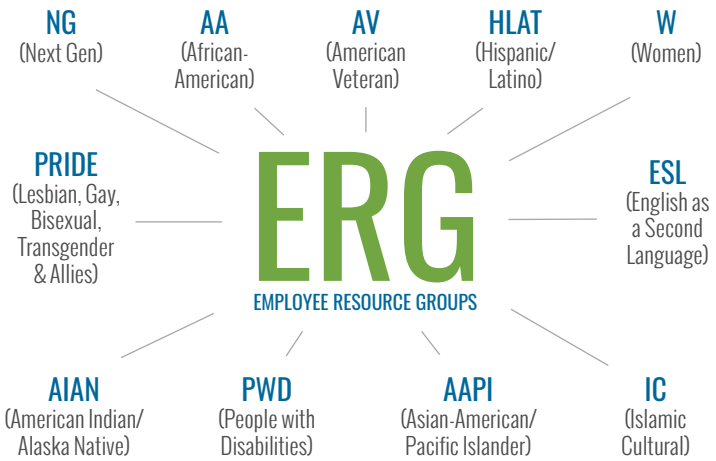 NG
(Next Gen)
AA
(African-
American)
AV
(American
Veteran)
HLAT
(Hispanic/
Latino)
W
(Women)
PRIDE
(Lesbian, Gay,
Bisexual,
Transgender
& Allies)
ERG
EMPLOYEE RESOURCE GROUPS
ESL
(English as
a Second
Language)
AIAN
(American Indian/
Alaska Native)
PWD
(People with
Disabilities)
AAPI
(Asian-American/
Pacific Islander)
IC
(Islamic
Cultural)